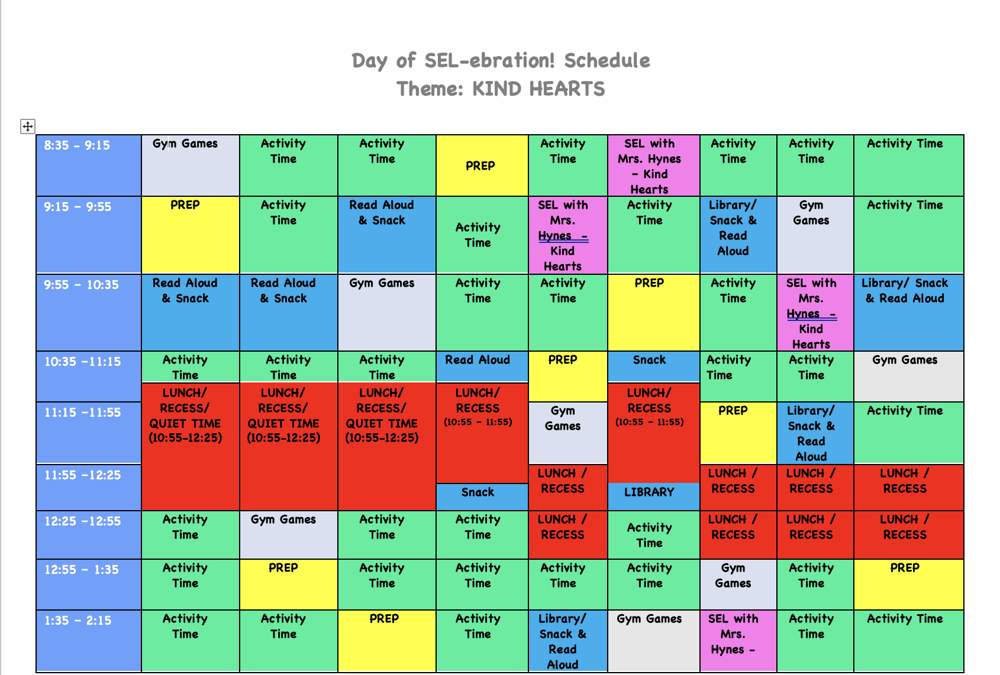 Day of SEL-ebration! Schedule
Theme: KIND HEARTS
8:35 - 9:15
Gym Games
Activity
Time
Activity
Time
PREP
Activity
Time
SEL with
Mrs. Hynes
- Kind
Hearts
Activity
Time
Activity
Time
Activity Time
9:15 - 9:55
PREP
Activity
Time
Read Aloud
& Snack
Activity
Time
SEL with
Mrs.
Hynes -
Kind
Hearts
Activity
Time
Library/
Snack &
Read
Aloud
Gym
Games
Activity Time
9:55 - 10:35
Read Aloud
& Snack
Read Aloud
& Snack
Gym Games
Activity
Time
Activity
Time
PREP
Activity
Time
SEL with
Mrs.
Hynes -
Kind
Hearts
Library/ Snack
& Read Aloud
10:35 -11:15
Activity
Time
Activity
Time
Activity
Time
Read Aloud
PREP
Snack
Activity
Time
Activity
Time
Gym Games
LUNCH/
RECESS/
QUIET TIME
(10:55-12:25)
LUNCH/
RECESS/
QUIET TIME
(10:55-12:25)
LUNCH/
RECESS/
QUIET TIME
(10:55-12:25)
LUNCH/
RECESS
(10:55 - 11:55)
LUNCH/
RECESS
(10:55 - 11:55)
11:15 -11:55
Gym
Games
PREP
Library/
Snack &
Read
Aloud
Activity Time
11:55 -12:25
Snack
LUNCH /
RECESS
LIBRARY
LUNCH /
RECESS
LUNCH /
RECESS
LUNCH /
RECESS
12:25 -12:55
Activity
Time
Gym Games
Activity
Time
Activity
Time
LUNCH /
RECESS
Activity
Time
LUNCH /
RECESS
LUNCH /
RECESS
LUNCH /
RECESS
12:55 - 1:35
Activity
Time
PREP
Activity
Time
Activity
Time
Activity
Time
Activity
Time
Gym
Games
Activity
Time
PREP
1:35 - 2:15
Activity
Time
Activity
Time
PREP
Activity
Time
Library/
Snack &
Read
Aloud
Gym Games
SEL with
Mrs.
Hynes -
Activity
Time
Activity Time